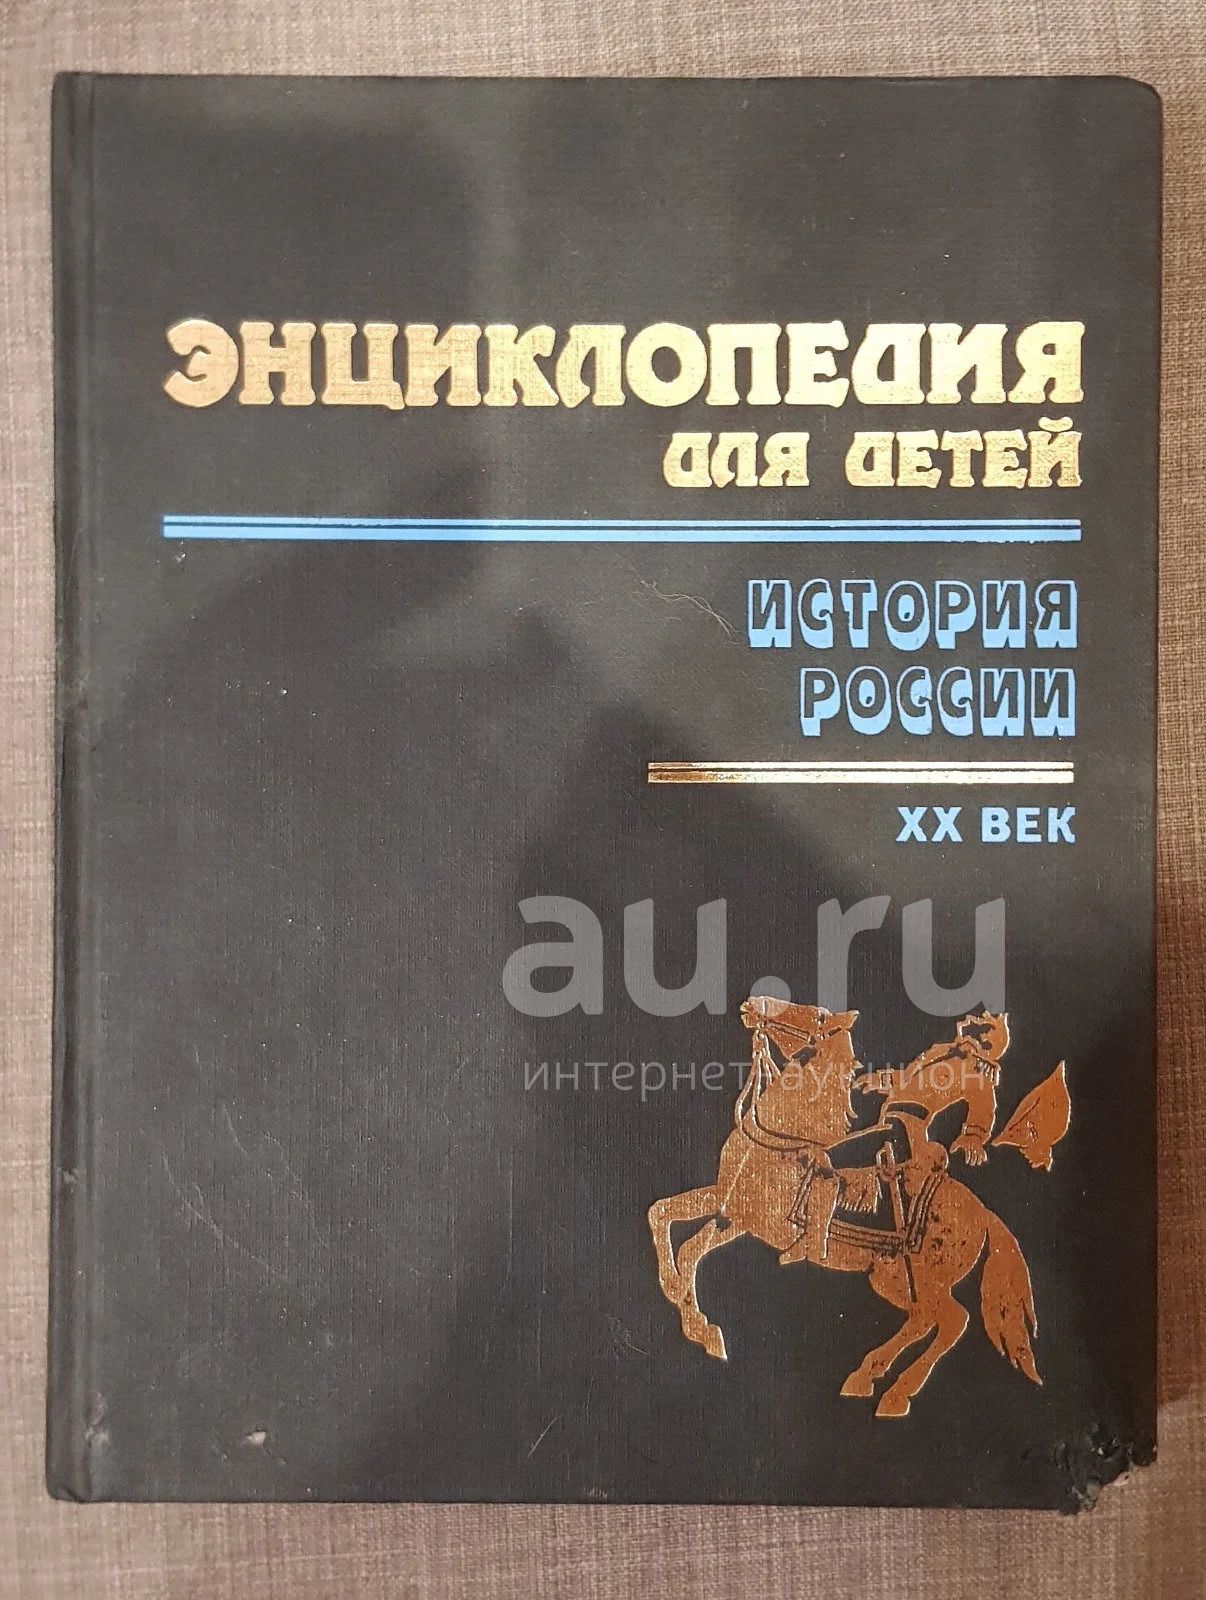 ЭНЦИКЛОПЕДИЯ
ДЛЯ ДЕТЕЙ
ИСТОРИЯ
РОССИИ
XX ВЕК
au.ru
интернет-аукцион